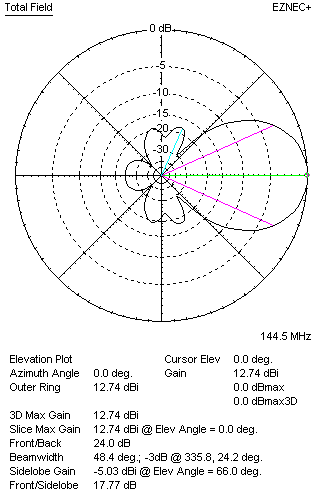 Total Field EZNEC+
0 dB
-5
-10
-15
-20
-30
144.5 MHz
Elevation Plot Cursor Elev 0.0 deg.
Azimuth Angle 0.0 deg. Gain 12.74 dBi
Outer Ring 12.74 dBi 0.0 dBmax
0.0 dBmax3D
3D Max Gain 12.74 dBi
Slice Max Gain 12.74 dBi @ Elev Angle = 0.0 deg.
Front/Back 24.0 dB
Beamwidth 48.4 deg.; -3dB @ 335.8, 24.2 deg.
Sidelobe Gain -5.03 dBi @ Elev Angle = 66.0 deg.
Front/Sidelobe 17.77 dB